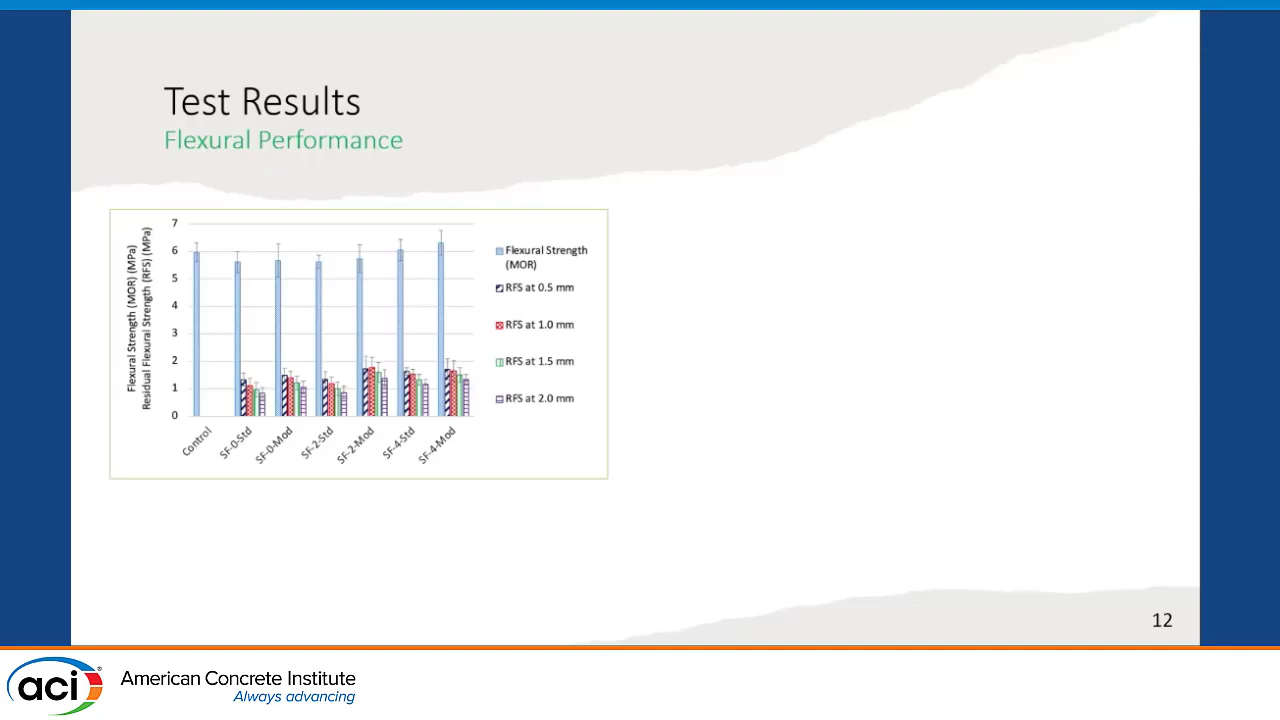 Test Results
Flexural Performance
Flexural Strength (MOR) (MPa)
Residual Flexural Strength (RFS) (MPa)
7
6
5
4
3
2
1
0
Control
SF-0-Std
SF-0-Mod
SF-2-Std
SF-2-Mod
SF-4-Std
SF-4-Mod
Flexural Strength
(MOR)
RFS at 0.5 mm
RFS at 1.0 mm
RFS at 1.5 mm
RFS at 2.0 mm
12
aci®
American Concrete Institute
Always advancing